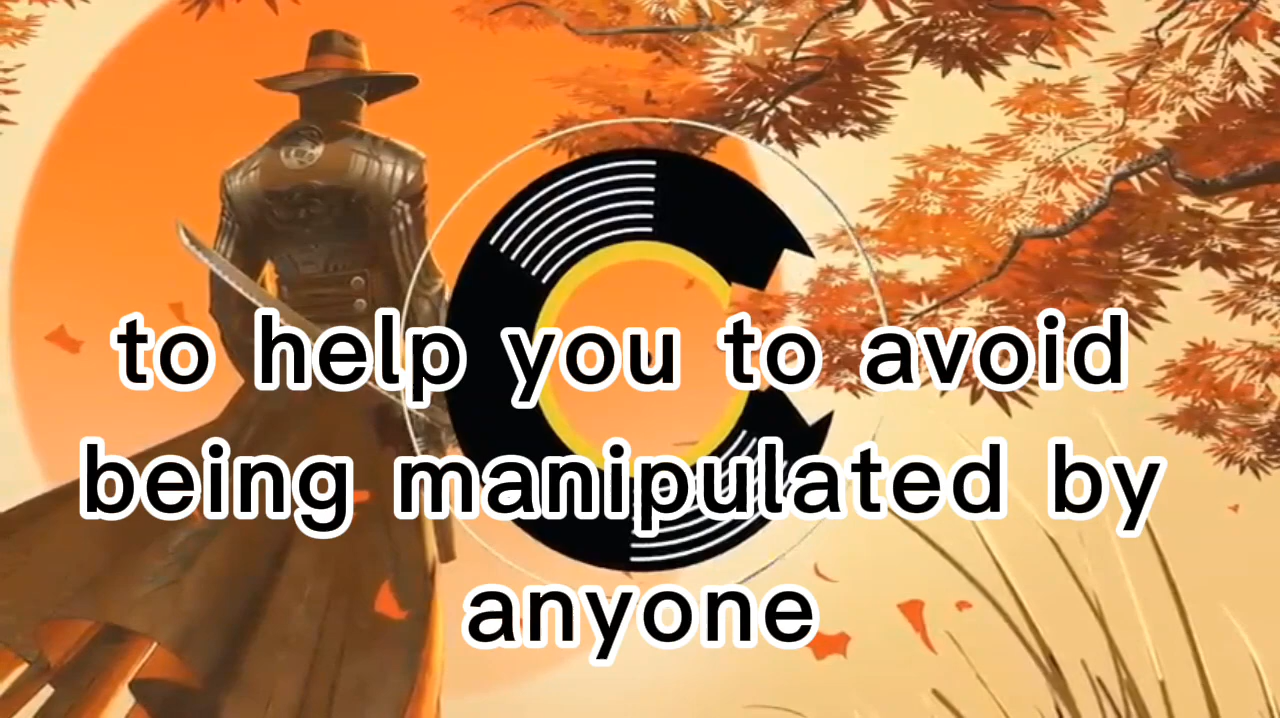 to help you to avoid
being manipulated by
anyone